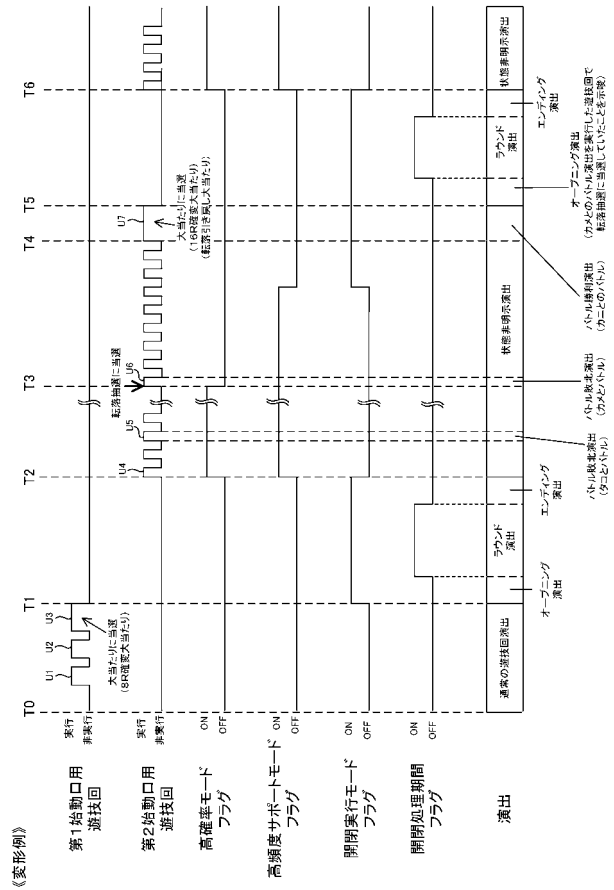 《変形例》
T0
T1
T2
T3
T4
T5
T6
第1始動口用
遊技回
実行
非実行
U1
U2
U3
大当たりに当選
(8R確変大当たり)
第2始動口用
遊技回
実行
非実行
U4
U5
転落抽選に当選
U6
U7
大当たりに当選
(16R確変大当たり)
(転落引き戻し大当たり)
高確率モード
フラグ
ON
OFF
高頻度サポートモード
フラグ
ON
OFF
開閉実行モード
フラグ
ON
OFF
開閉処理期間
フラグ
ON
OFF
演出
通常の遊技回演出
ラウンド
演出
状態非明示演出
ラウンド
演出
状態非明示演出
オープニング演出
エンディング
演出
バトル敗北演出
(タコとバトル)
バトル敗北演出
(カメとバトル)
バトル勝利演出
(カニとのバトル)
オープニング演出
(カメとのバトル演出を実行した遊技回で
転落抽選に当選していたことを示唆)
エンディング演出